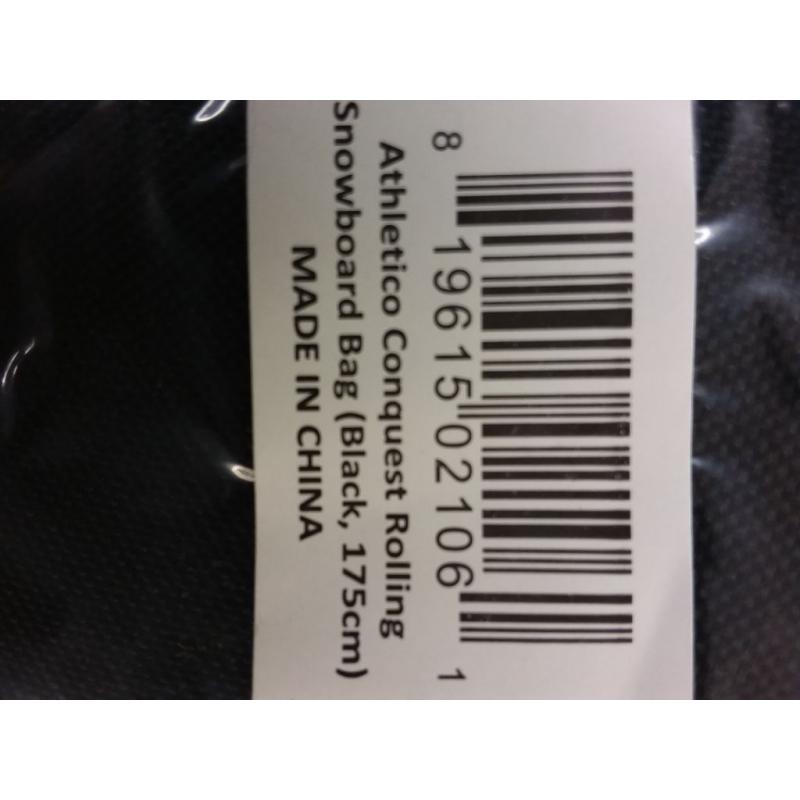 8 19615 02106 1
Athletico Conquest Rolling
Snowboard Bag (Black, 175cm)
MADE IN CHINA